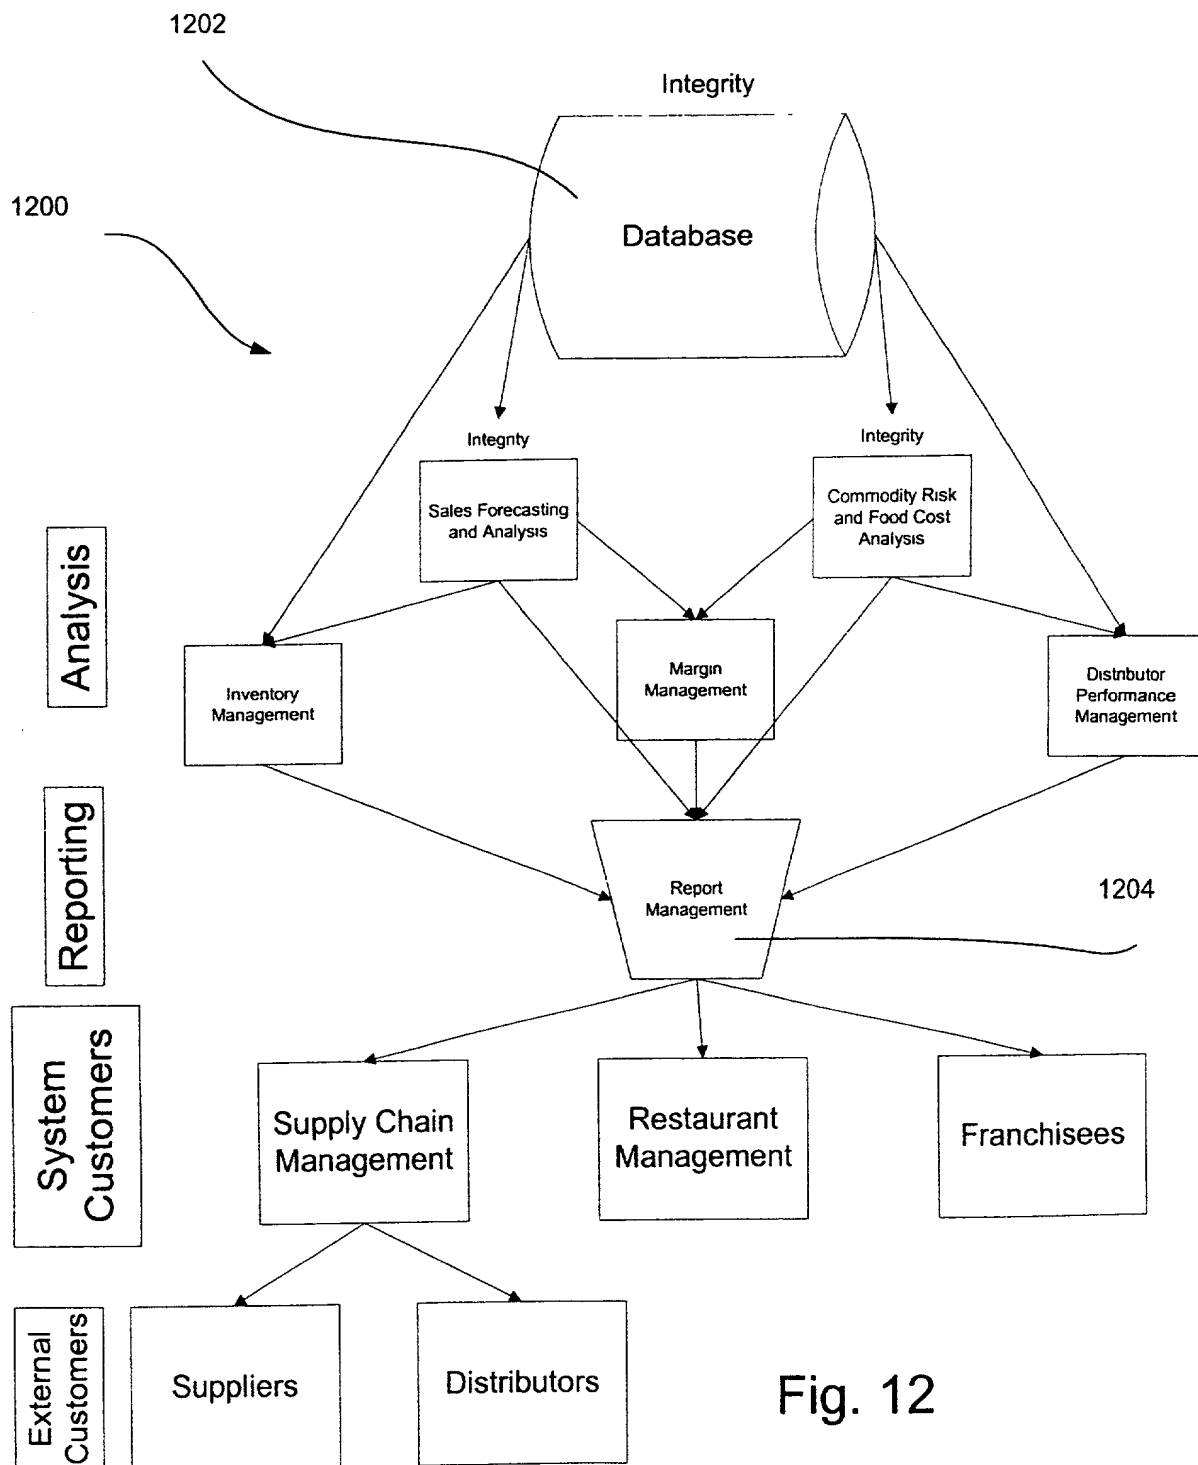 1202
Integrity
1200
Database
Integrity
Integrity
Sales Forecasting
and Analysis
Commodity Risk
and Food Cost
Analysis
Analysis
Inventory
Management
Margin
Management
Distributor
Performance
Management
Reporting
Report
Management
1204
System
Customers
Supply Chain
Management
Restaurant
Management
Franchisees
External
Customers
Suppliers
Distributors
Fig. 12